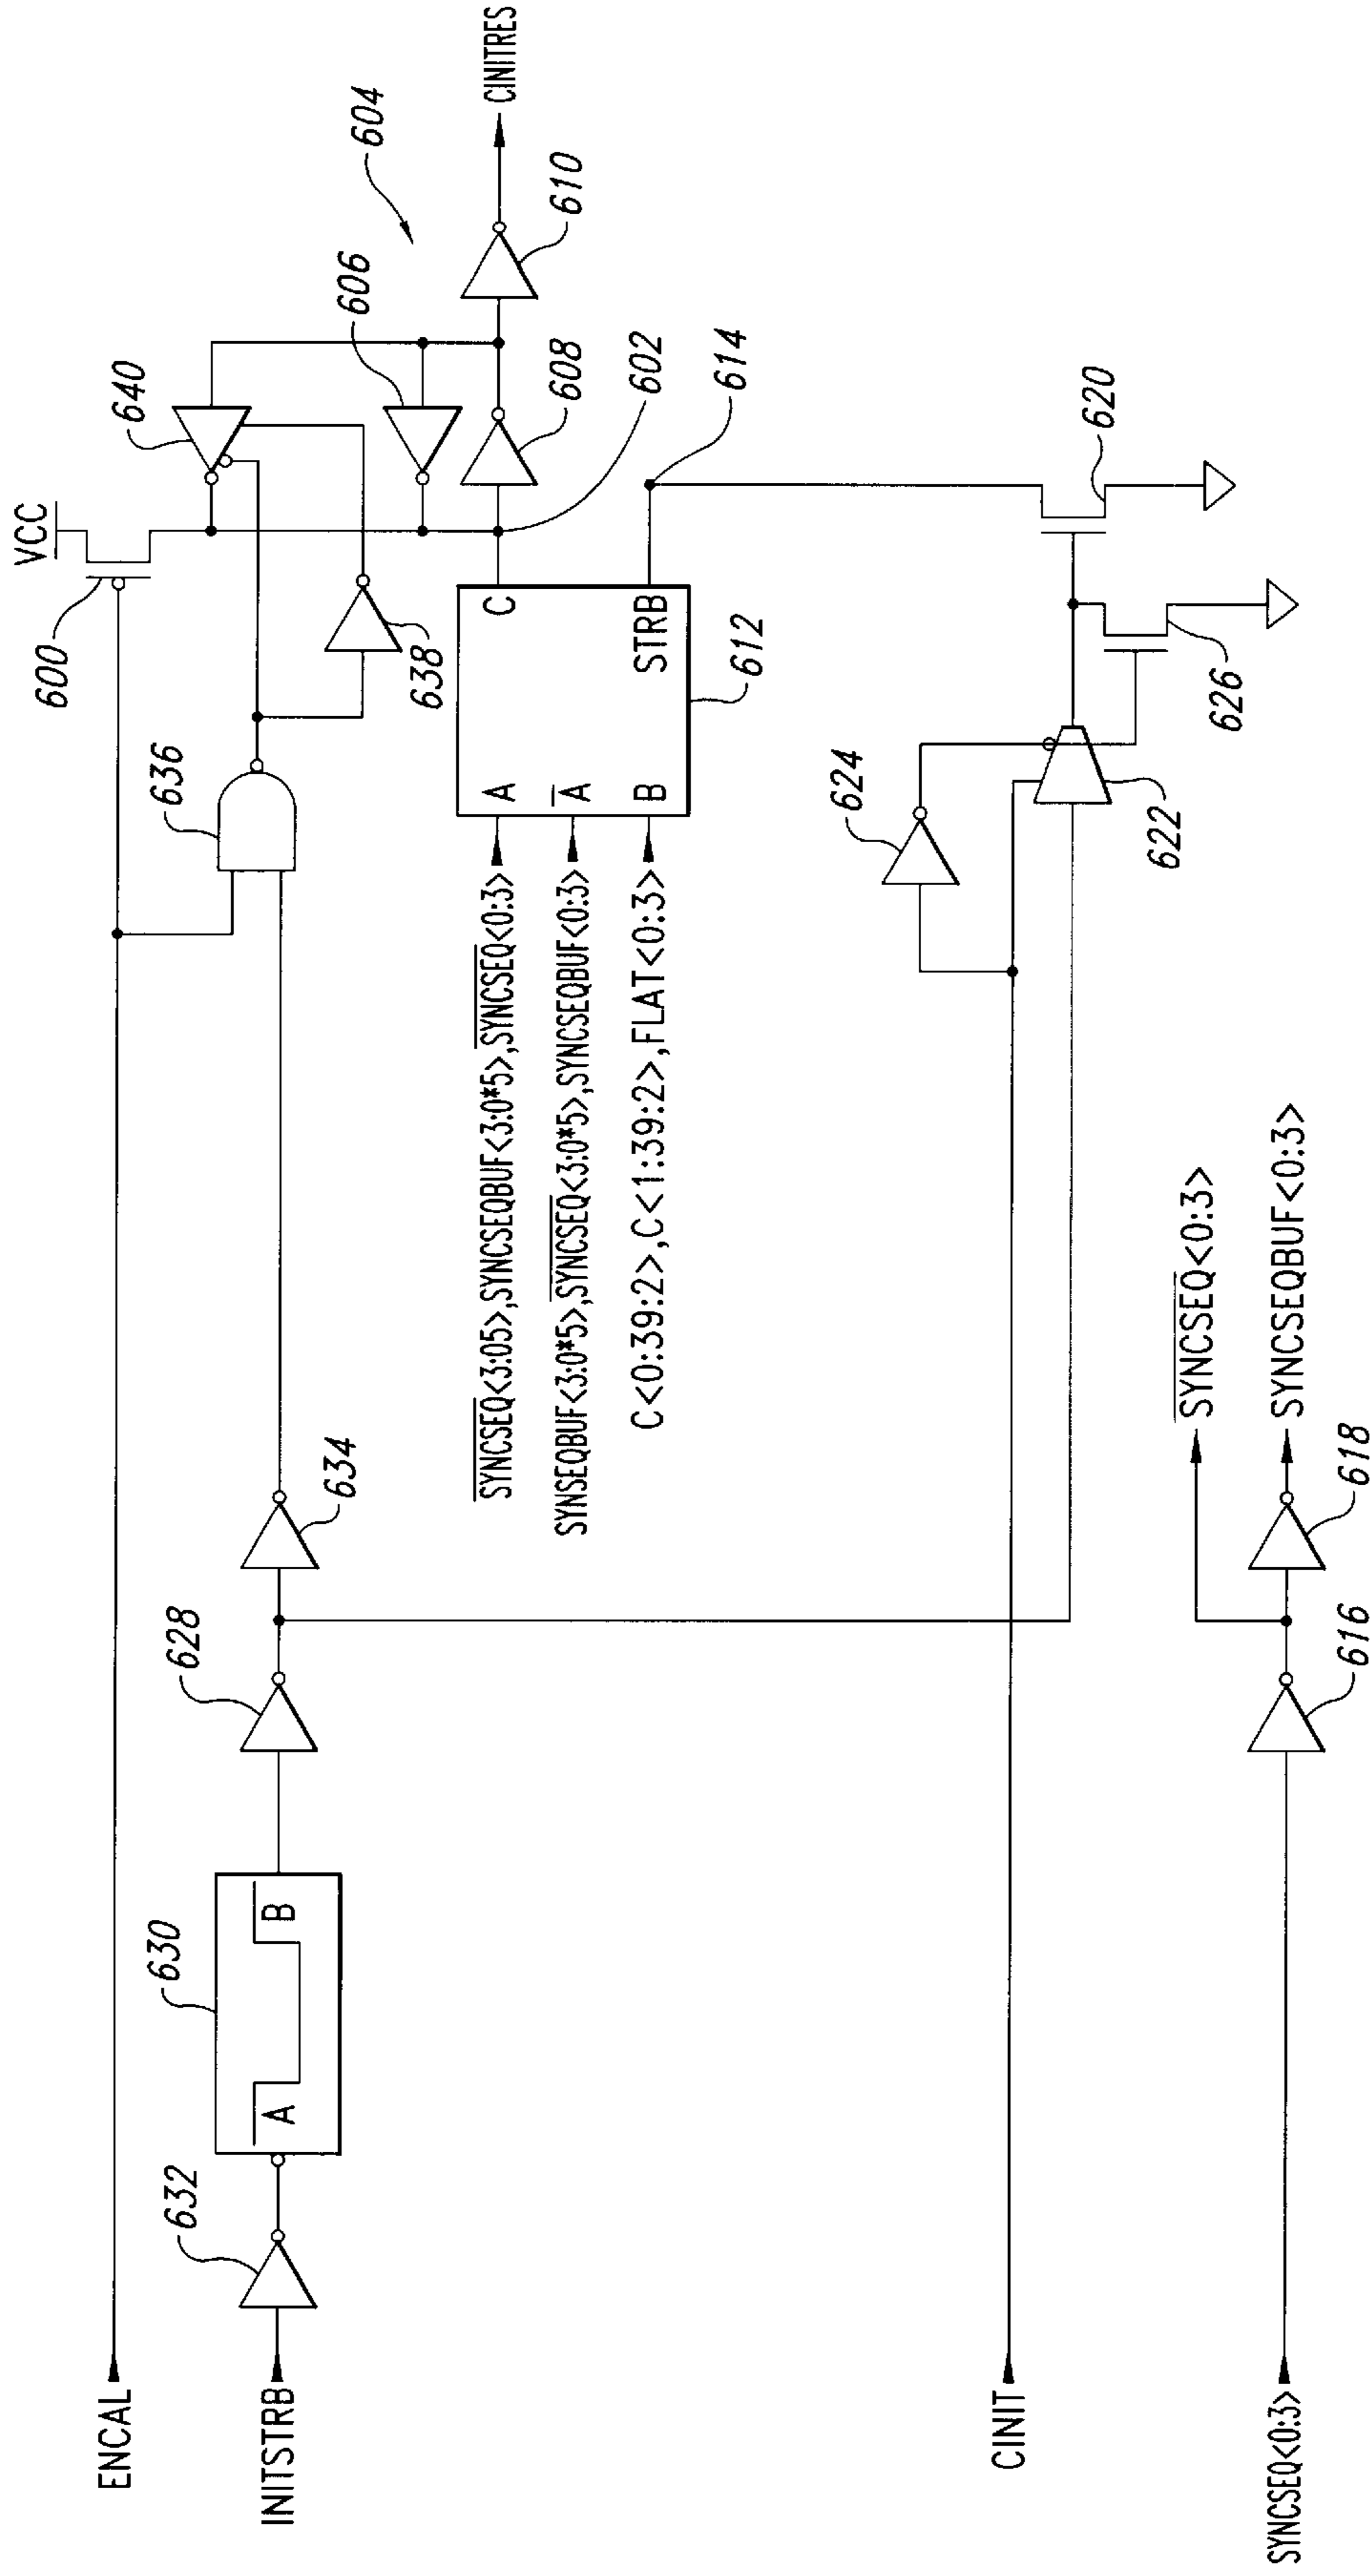 ENCAL
INITSTRB
632
630
A
B
628
634
636
600
VCC
640
638
606
604
608
610
CINITRES
602
614
SYNCSEQ<3:05>,SYNCSEQBUF<3:0*5>,SYNCSEQ<0:3>
SYNSEQBUF<3:0*5>,SYNCSEQ<3:0*5>,SYNCSEQBUF<0:3>
C<0:39:2>,C<1:39:2>,FLAT<0:3>
A
A
B
C
STRB
612
CINIT
624
622
626
620
SYNCSEQ<0:3>
616
618
SYNCSEQ<0:3>
SYNCSEQBUF<0:3>